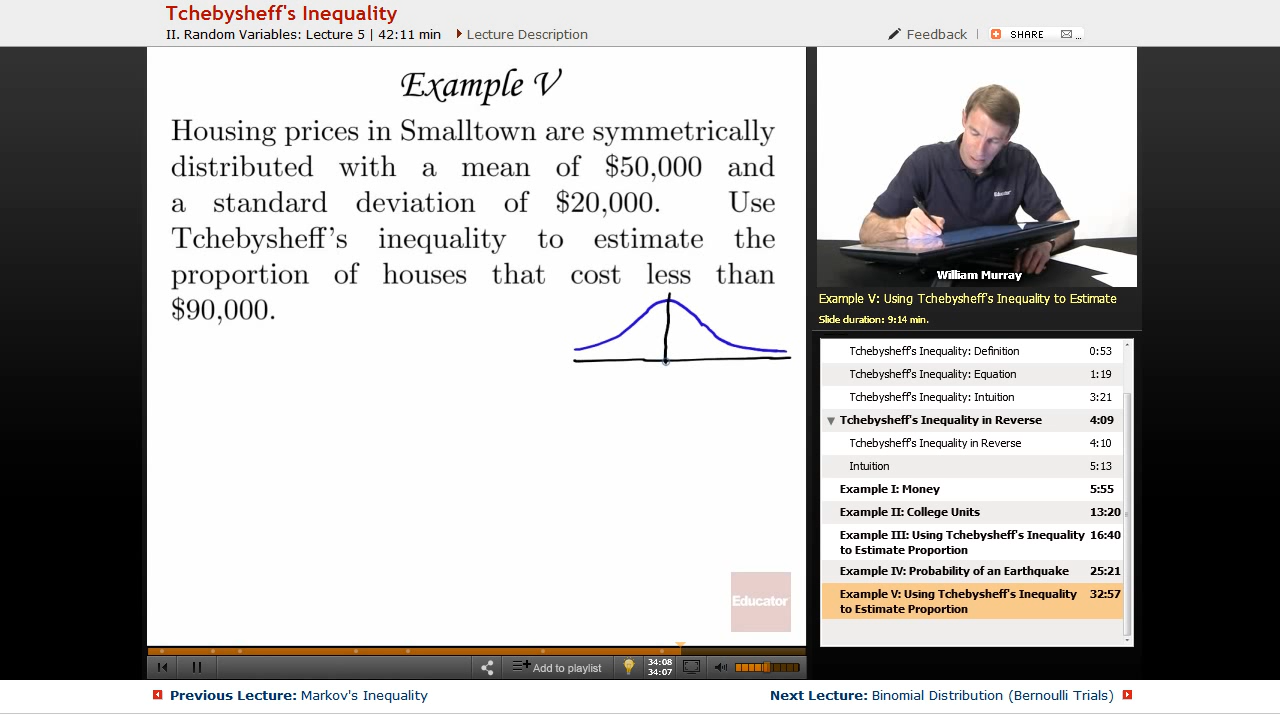 Tchebysheff's Inequality
II. Random Variables: Lecture 5 | 42:11 min
Lecture Description
Feedback
SHARE
Example V
Housing prices in Smalltown are symmetrically
distributed with a mean of $50,000 and
a standard deviation of $20,000. Use
Tchebysheff's inequality to estimate the
proportion of houses that cost less than
$90,000.
Educator
Educator
William Murray
Example V: Using Tchebysheff's Inequality to Estimate
Slide duration: 9:14 min.
Tchebysheff's Inequality: Definition 0:53
Tchebysheff's Inequality: Equation 1:19
Tchebysheff's Inequality: Intuition 3:21
Tchebysheff's Inequality in Reverse 4:09
Tchebysheff's Inequality in Reverse 4:10
Intuition 5:13
Example I: Money 5:55
Example II: College Units 13:20
Example III: Using Tchebysheff's Inequality 16:40
to Estimate Proportion
Example IV: Probability of an Earthquake 25:21
Example V: Using Tchebysheff's Inequality 32:57
to Estimate Proportion
Add to playlist
34:08
34:07
Previous Lecture: Markov's Inequality
Next Lecture: Binomial Distribution (Bernoulli Trials)